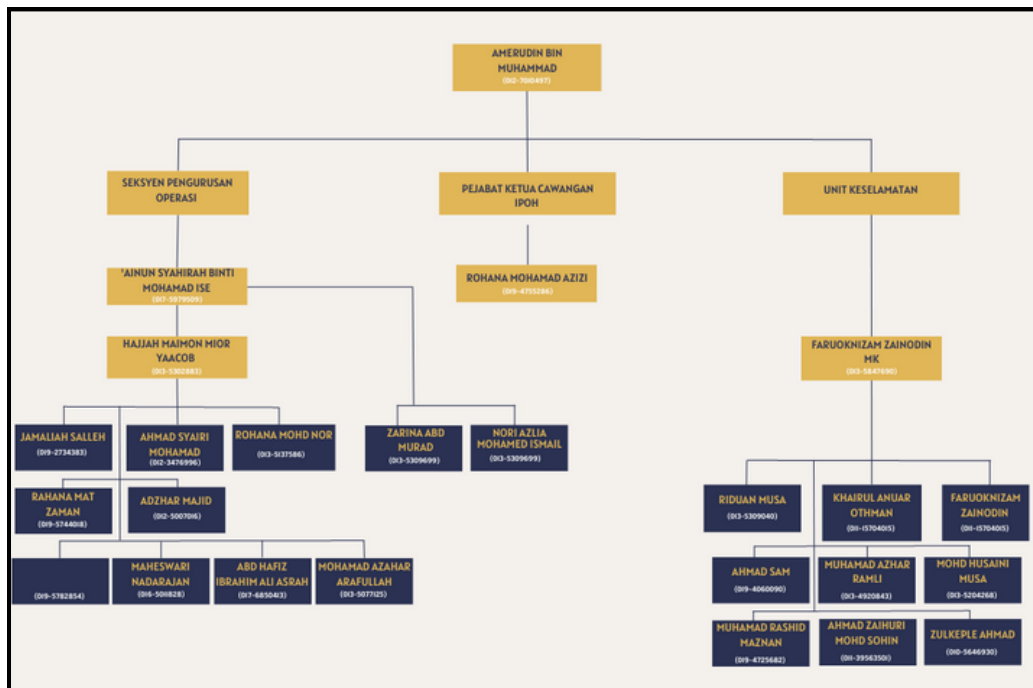 AMERUDIN BIN
MUHAMMAD
(012-7010497)
SEKSYEN PENGURUSAN
OPERASI
PEJABAT KETUA CAWANGAN
IPOH
UNIT KESELAMATAN
'AINUN SYAHIRAH BINTI
MOHAMAD ISE
(017-5979509)
ROHANA MOHAMAD AZIZI
(019-4755286)
HAJJAH MAIMON MIOR
YAACOB
(013-5302883)
FARUOKNIZAM ZAINODIN
MK
(013-5847690)
JAMALIAH SALLEH
(019-2734383)
AHMAD SYAIRI
MOHAMAD
(012-3476996)
ROHANA MOHD NOR
(013-5137586)
ZARINA ABD
MURAD
(013-5309699)
NORI AZLIA
MOHAMED ISMAIL
(013-5309699)
RAHANA MAT
ZAMAN
(019-5744018)
ADZHAR MAJID
(012-5007016)
RIDUAN MUSA
(013-5309040)
KHAIRUL ANUAR
OTHMAN
(011-15704015)
FARUOKNIZAM
ZAINODIN
(011-15704015)
(019-5782854)
MAHESWARI
NADARAJAN
(016-5011828)
ABD HAFIZ
IBRAHIM ALI ASRAH
(017-6850413)
MOHAMAD AZAHAR
ARAFULLAH
(013-5077125)
AHMAD SAM
(019-4060090)
MUHAMAD AZHAR
RAMLI
(013-4920843)
MOHD HUSAINI
MUSA
(013-5204268)
MUHAMAD RASHID
MAZNAN
(019-4725682)
AHMAD ZAIHURI
MOHD SOHIN
(011-39563501)
ZULKEPLE AHMAD
(010-5646930)